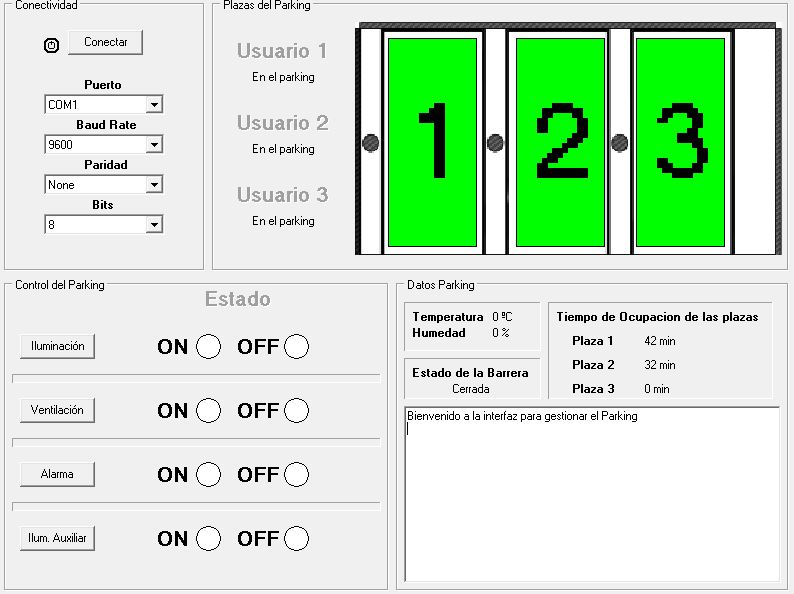 Conectividad
Conectar
Puerto
COM1
Baud Rate
9600
Paridad
None
Bits
8
Plazas del Parking
Usuario 1
En el parking
Usuario 2
En el parking
Usuario 3
En el parking
1 2 3
Control del Parking
Estado
Iluminación ON OFF
Ventilación ON OFF
Alarma ON OFF
Ilum. Auxiliar ON OFF
Datos Parking
Temperatura 0 ºC
Humedad 0 %
Estado de la Barrera
Cerrada
Tiempo de Ocupacion de las plazas
Plaza 1 42 min
Plaza 2 32 min
Plaza 3 0 min
Bienvenido a la interfaz para gestionar el Parking